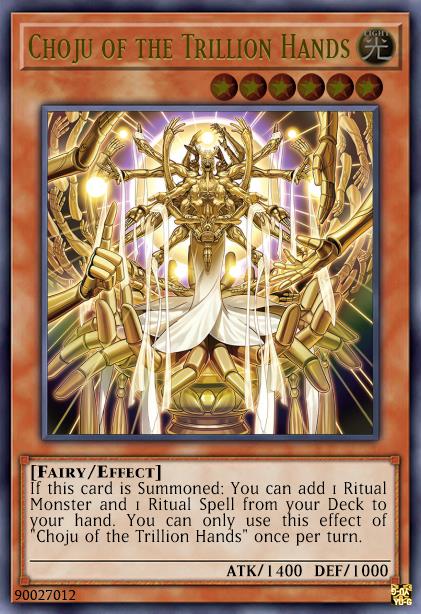 CHOJU OF THE TRILLION HANDS
LIGHT
光
[FAIRY/EFFECT]
If this card is Summoned: You can add 1 Ritual
Monster and 1 Ritual Spell from your Deck to
your hand. You can only use this effect of
"Choju of the Trillion Hands" once per turn.
ATK/1400 DEF/1000
90027012